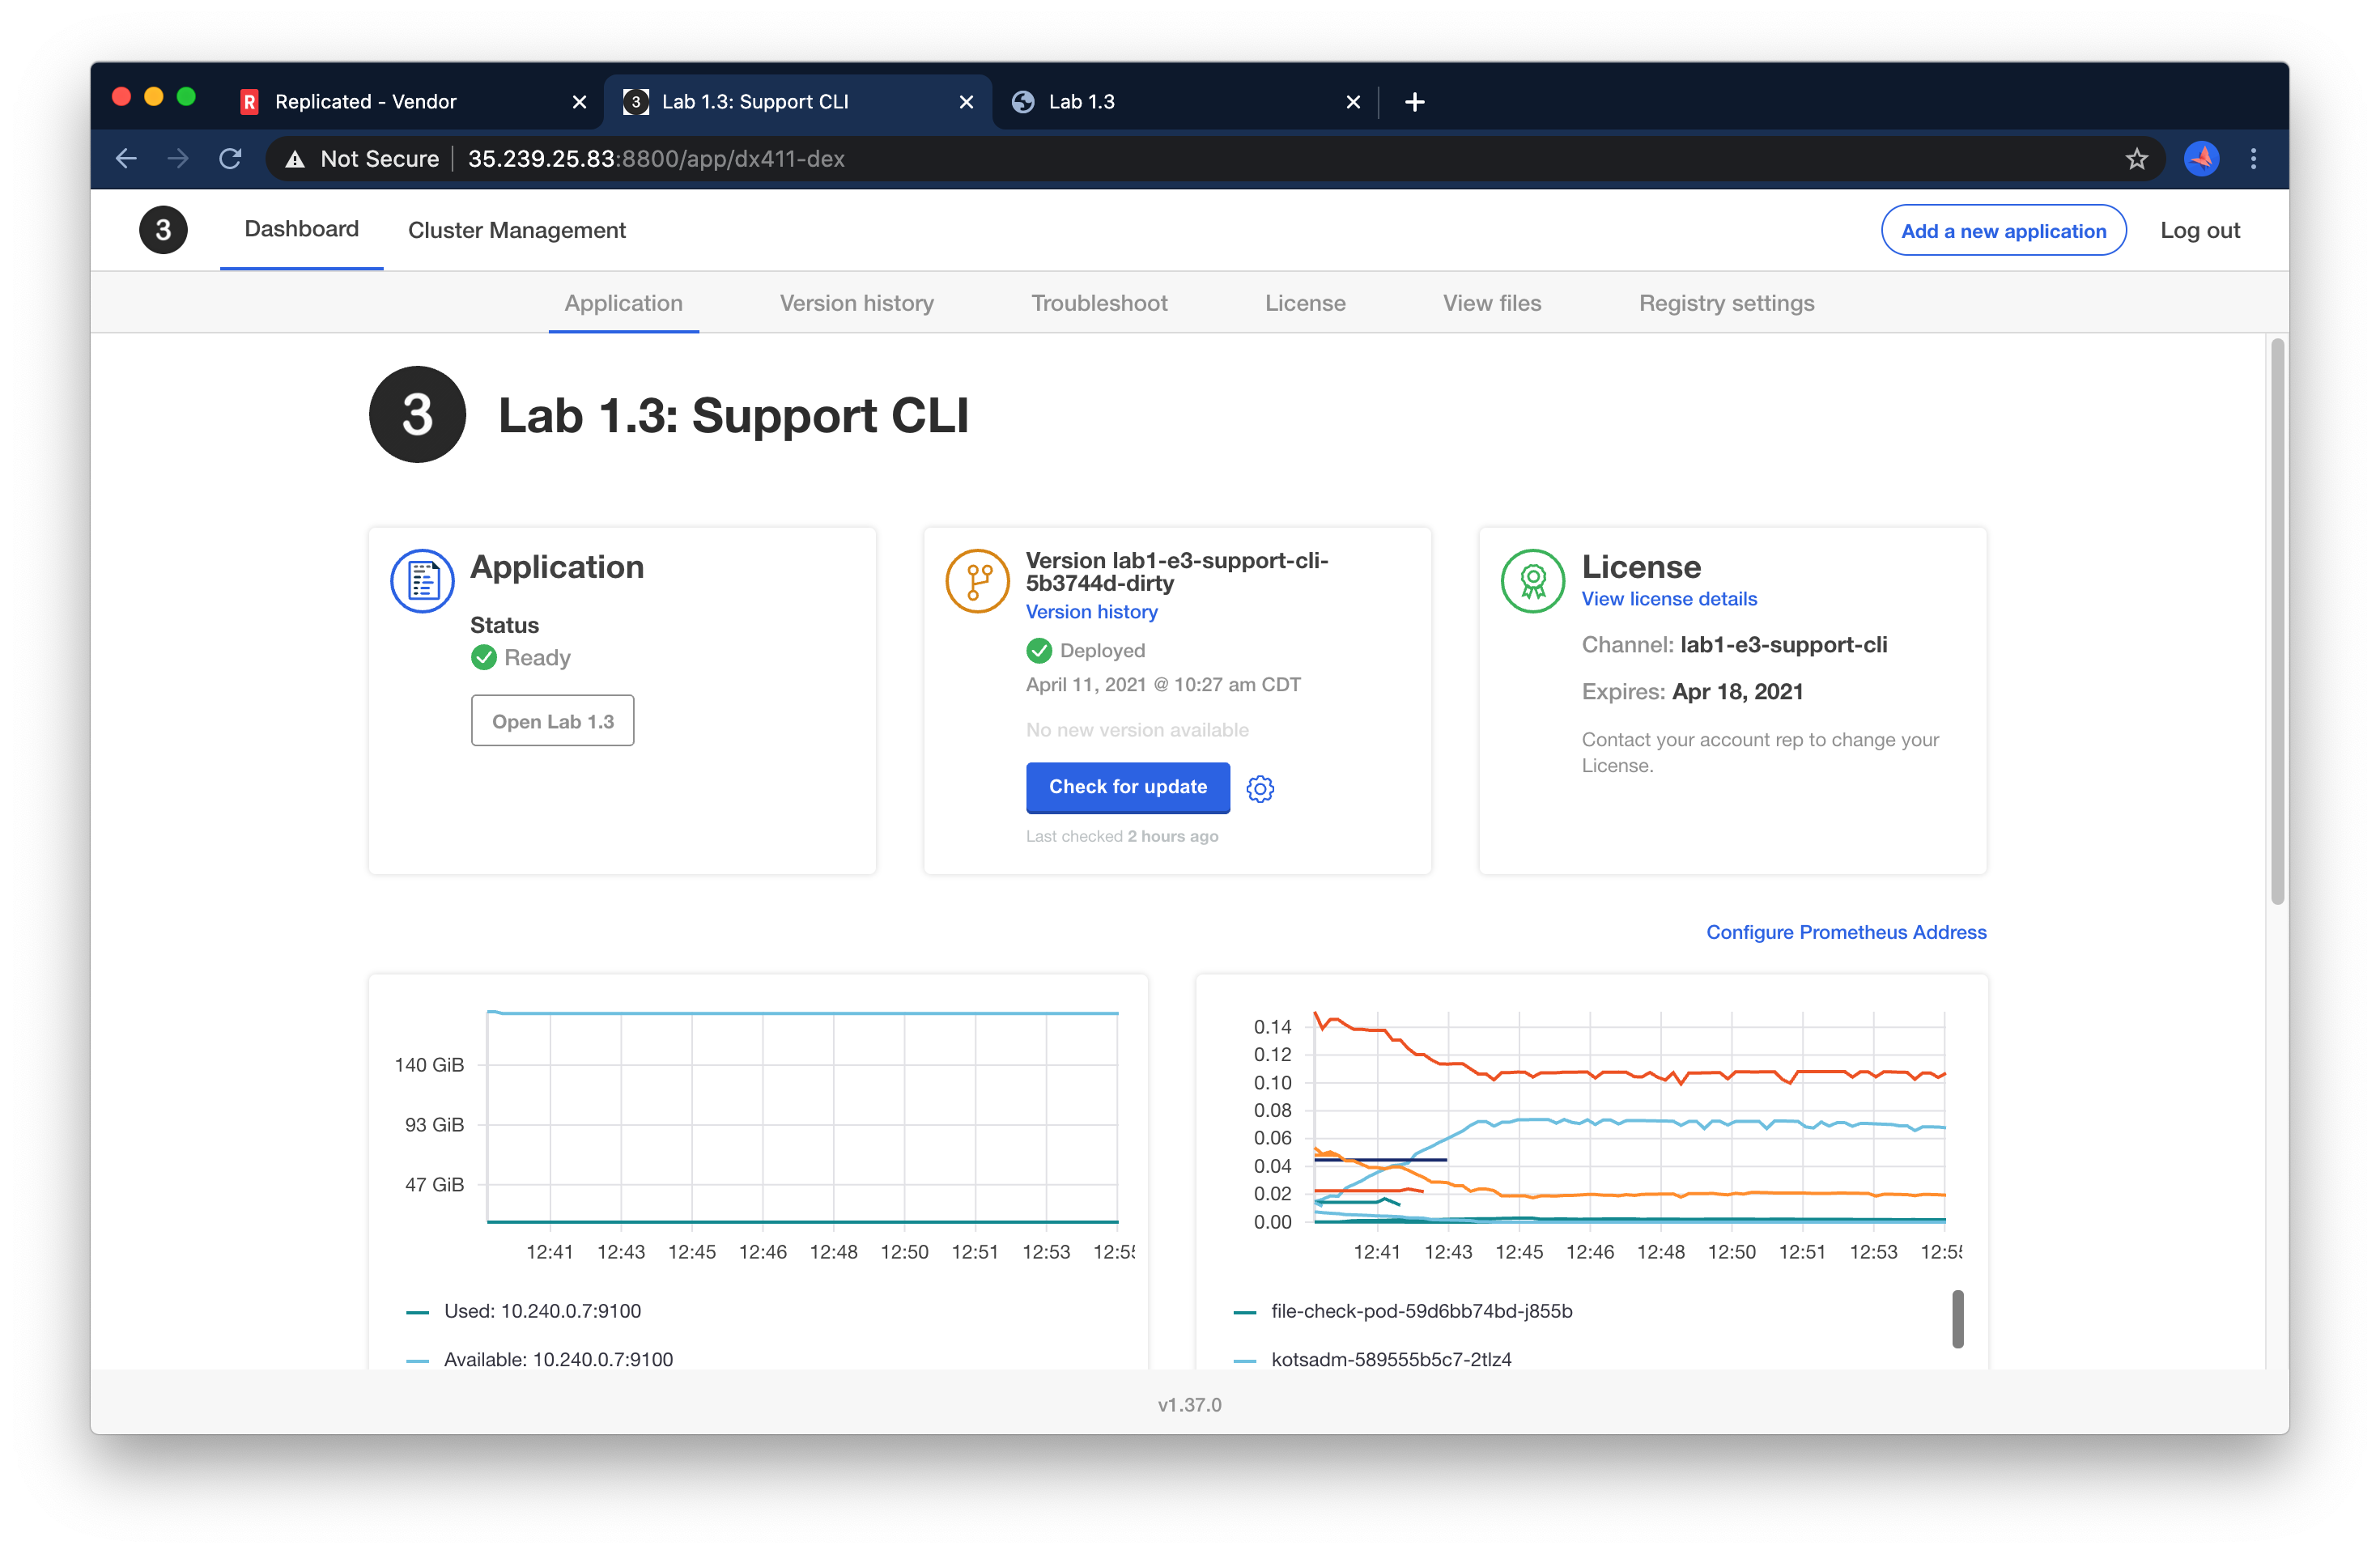 Replicated - Vendor
3 Lab 1.3: Support CLI
Lab 1.3
Not Secure 35.239.25.83:8800/app/dx411-dex
3 Dashboard Cluster Management Add a new application Log out
Application Version history Troubleshoot License View files Registry settings
3 Lab 1.3: Support CLI
Application
Status
Ready
Open Lab 1.3
Version lab1-e3-support-cli-
5b3744d-dirty
Version history
Deployed
April 11, 2021 @ 10:27 am CDT
No new version available
Check for update
Last checked 2 hours ago
License
View license details
Channel: lab1-e3-support-cli
Expires: Apr 18, 2021
Contact your account rep to change your
License.
Configure Prometheus Address
140 GiB
93 GiB
47 GiB
12:41 12:43 12:45 12:46 12:48 12:50 12:51 12:53 12:55
Used: 10.240.0.7:9100
Available: 10.240.0.7:9100
0.14
0.12
0.10
0.08
0.06
0.04
0.02
0.00
12:41 12:43 12:45 12:46 12:48 12:50 12:51 12:53 12:55
file-check-pod-59d6bb74bd-j855b
kotsadm-589555b5c7-2tlz4
v1.37.0